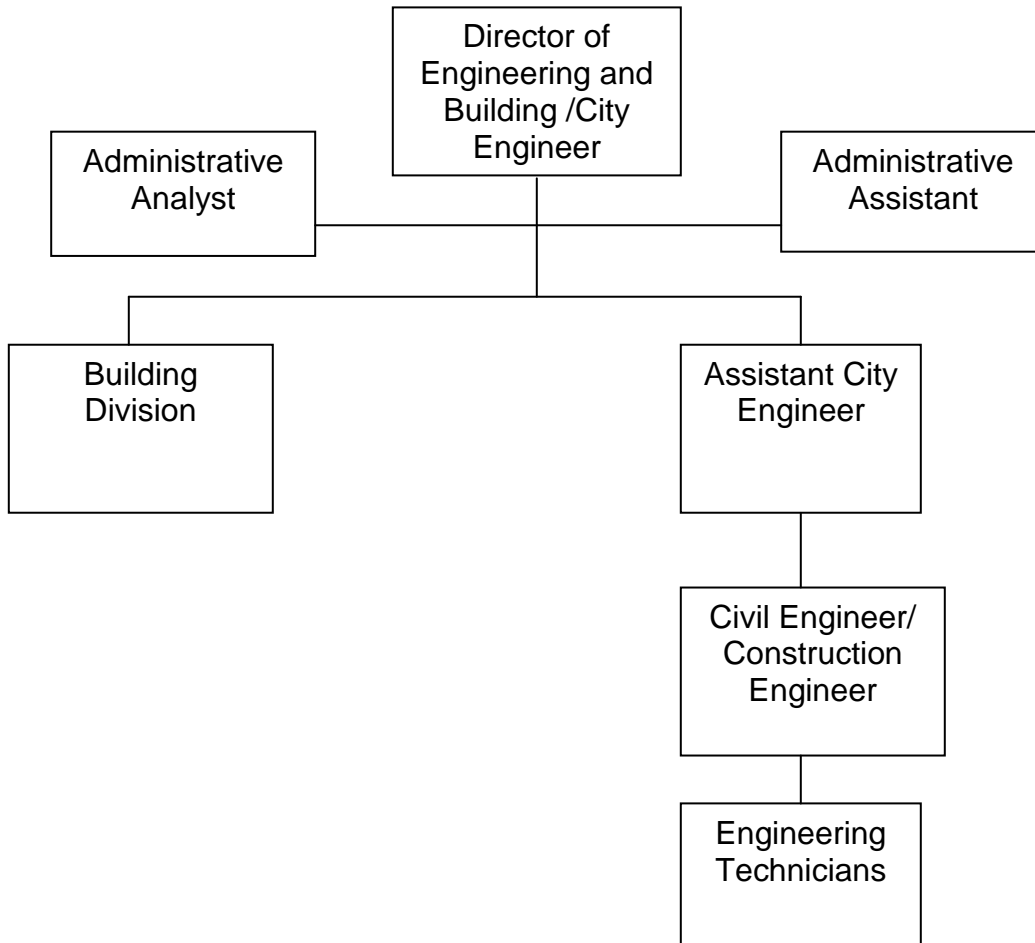 Director of
Engineering and
Building /City
Engineer
Administrative
Analyst
Administrative
Assistant
Building
Division
Assistant City
Engineer
Civil Engineer/
Construction
Engineer
Engineering
Technicians